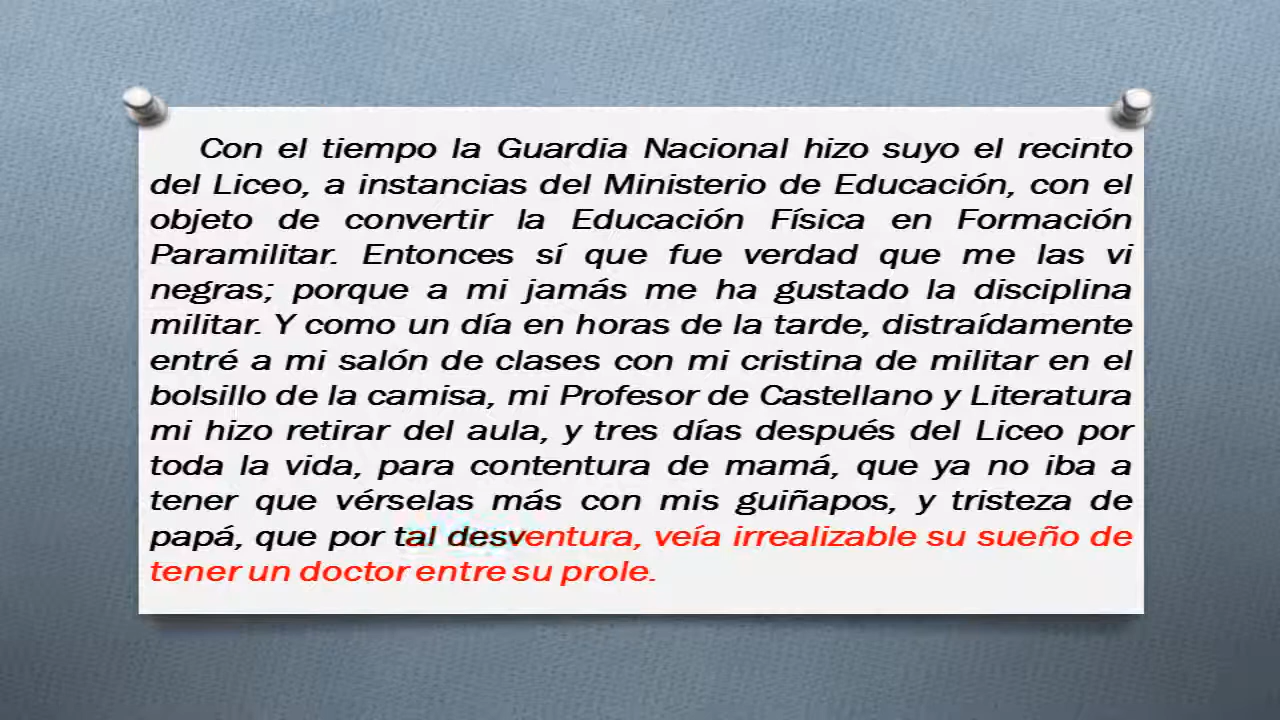 Con el tiempo la Guardia Nacional hizo suyo el recinto
del Liceo, a instancias del Ministerio de Educación, con el
objeto de convertir la Educación Física en Formación
Paramilitar. Entonces sí que fue verdad que me las vi
negras; porque a mi jamás me ha gustado la disciplina
militar. Y como un día en horas de la tarde, distraídamente
entré a mi salón de clases con mi cristina de militar en el
bolsillo de la camisa, mi Profesor de Castellano y Literatura
mi hizo retirar del aula, y tres días después del Liceo por
toda la vida, para contentura de mamá, que ya no iba a
tener que vérselas más con mis guiñapos, y tristeza de
papá, que por tal desventura, veía irrealizable su sueño de
tener un doctor entre su prole.